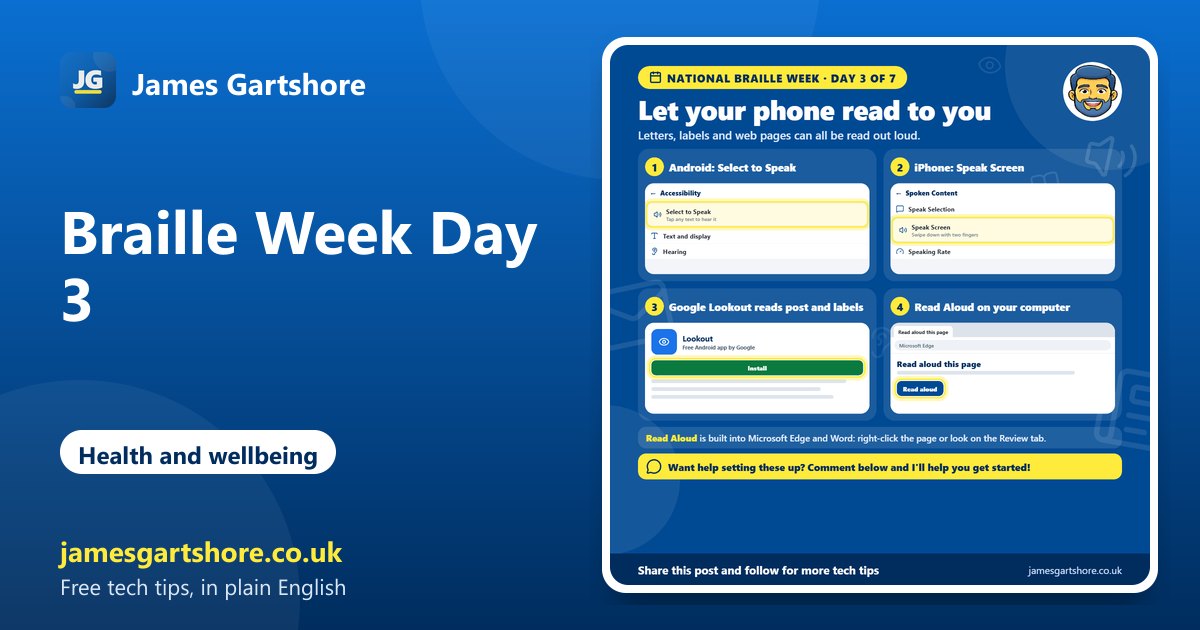 JG
James Gartshore
Braille Week Day
3
Health and wellbeing
jamesgartshore.co.uk
Free tech tips, in plain English
NATIONAL BRAILLE WEEK · DAY 3 OF 7
Let your phone read to you
Letters, labels and web pages can all be read out loud.
1 Android: Select to Speak
← Accessibility
Select to Speak
Tap any text to hear it
Text and display
Hearing
2 iPhone: Speak Screen
← Spoken Content
Speak Selection
Speak Screen
Swipe down with two fingers
Speaking Rate
3 Google Lookout reads post and labels
Lookout
Free Android app by Google
Install
4 Read Aloud on your computer
Read aloud this page
Microsoft Edge
Read aloud this page
Read aloud
Read Aloud is built into Microsoft Edge and Word: right-click the page or look on the Review tab.
Want help setting these up? Comment below and I'll help you get started!
Share this post and follow for more tech tips
jamesgartshore.co.uk